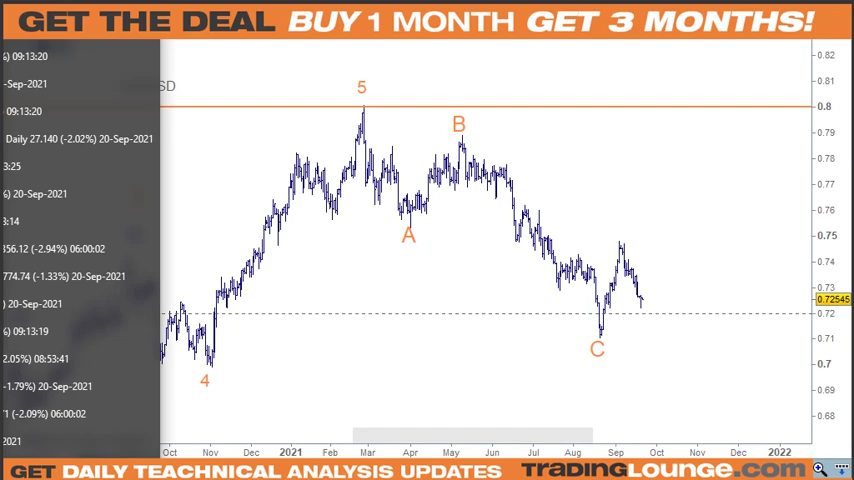 GET THE DEAL BUY 1 MONTH GET 3 MONTHS!
%) 09:13:20
-Sep-2021
09:13:20
Daily 27.140 (-2.02%) 20-Sep-2021
3:25
%) 20-Sep-2021
9:13:14
356.12 (-2.94%) 06:00:02
774.74 (-1.33%) 20-Sep-2021
%) 20-Sep-2021
09:13:19
2.05%) 08:53:41
-1.79%) 20-Sep-2021
(-2.09%) 06:00:02
2021
SD
5
B
A
C
4
0.82
0.81
0.8
0.79
0.78
0.77
0.76
0.75
0.74
0.73
0.72545
0.72
0.71
0.7
0.69
0.68
Oct Nov Dec 2021 Feb Mar Apr May Jun Jul Aug Sep Oct Nov Dec 2022
GET DAILY TEACHNICAL ANALYSIS UPDATES TRADINGLOUNGE.com